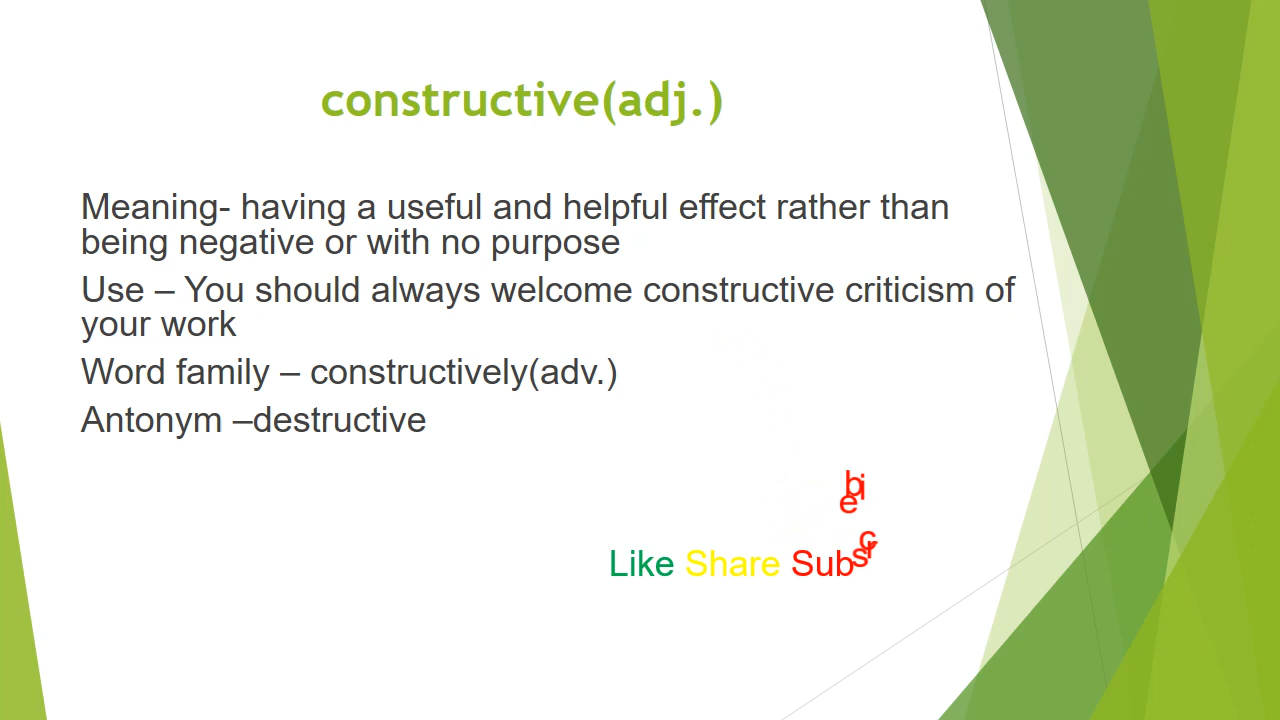 constructive(adj.)
Meaning- having a useful and helpful effect rather than
being negative or with no purpose
Use – You should always welcome constructive criticism of
your work
Word family – constructively(adv.)
Antonym –destructive
Like Share Subscribe